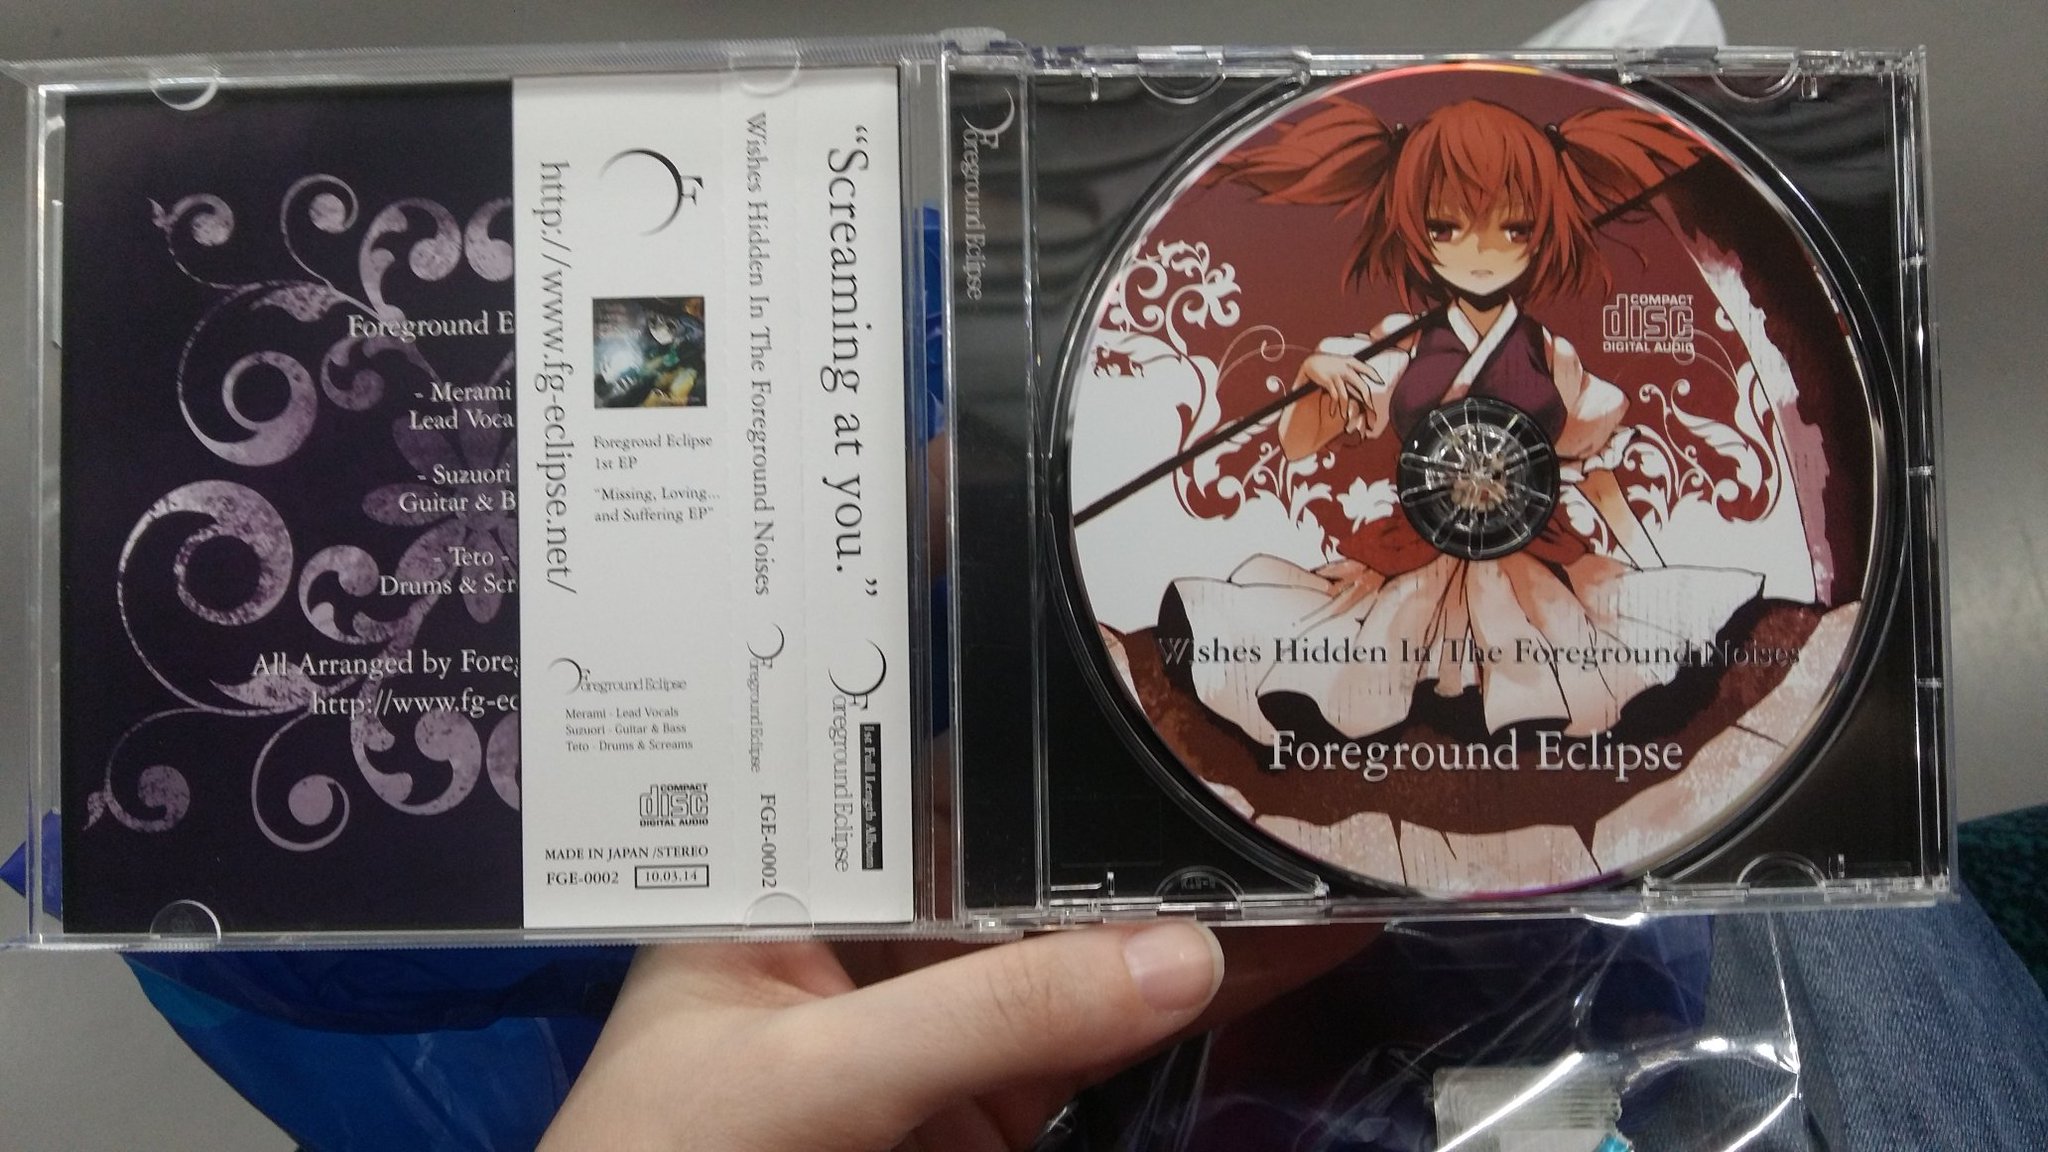 Foreground E
- Merami
Lead Voca
- Suzuori
Guitar & B
- Teto -
Drums & Scr
All Arranged by Fore
http://www.fg-ec
http://www.fg-eclipse.net/
Foregroud Eclipse
1st EP
"Missing, Loving...
and Suffering EP"
Foreground Eclipse
Merami - Lead Vocals
Suzuori - Guitar & Bass
Teto - Drums & Screams
COMPACT
disc
DIGITAL AUDIO
MADE IN JAPAN /STEREO
FGE-0002 10.03.14
Wishes Hidden In The Foreground Noises
Foreground Eclipse
FGE-0002
“Screaming at you.”
1st Full Length Album
Foreground Eclipse
Foreground Eclipse
COMPACT
disc
DIGITAL AUDIO
Wishes Hidden In The Foreground Noises
Foreground Eclipse